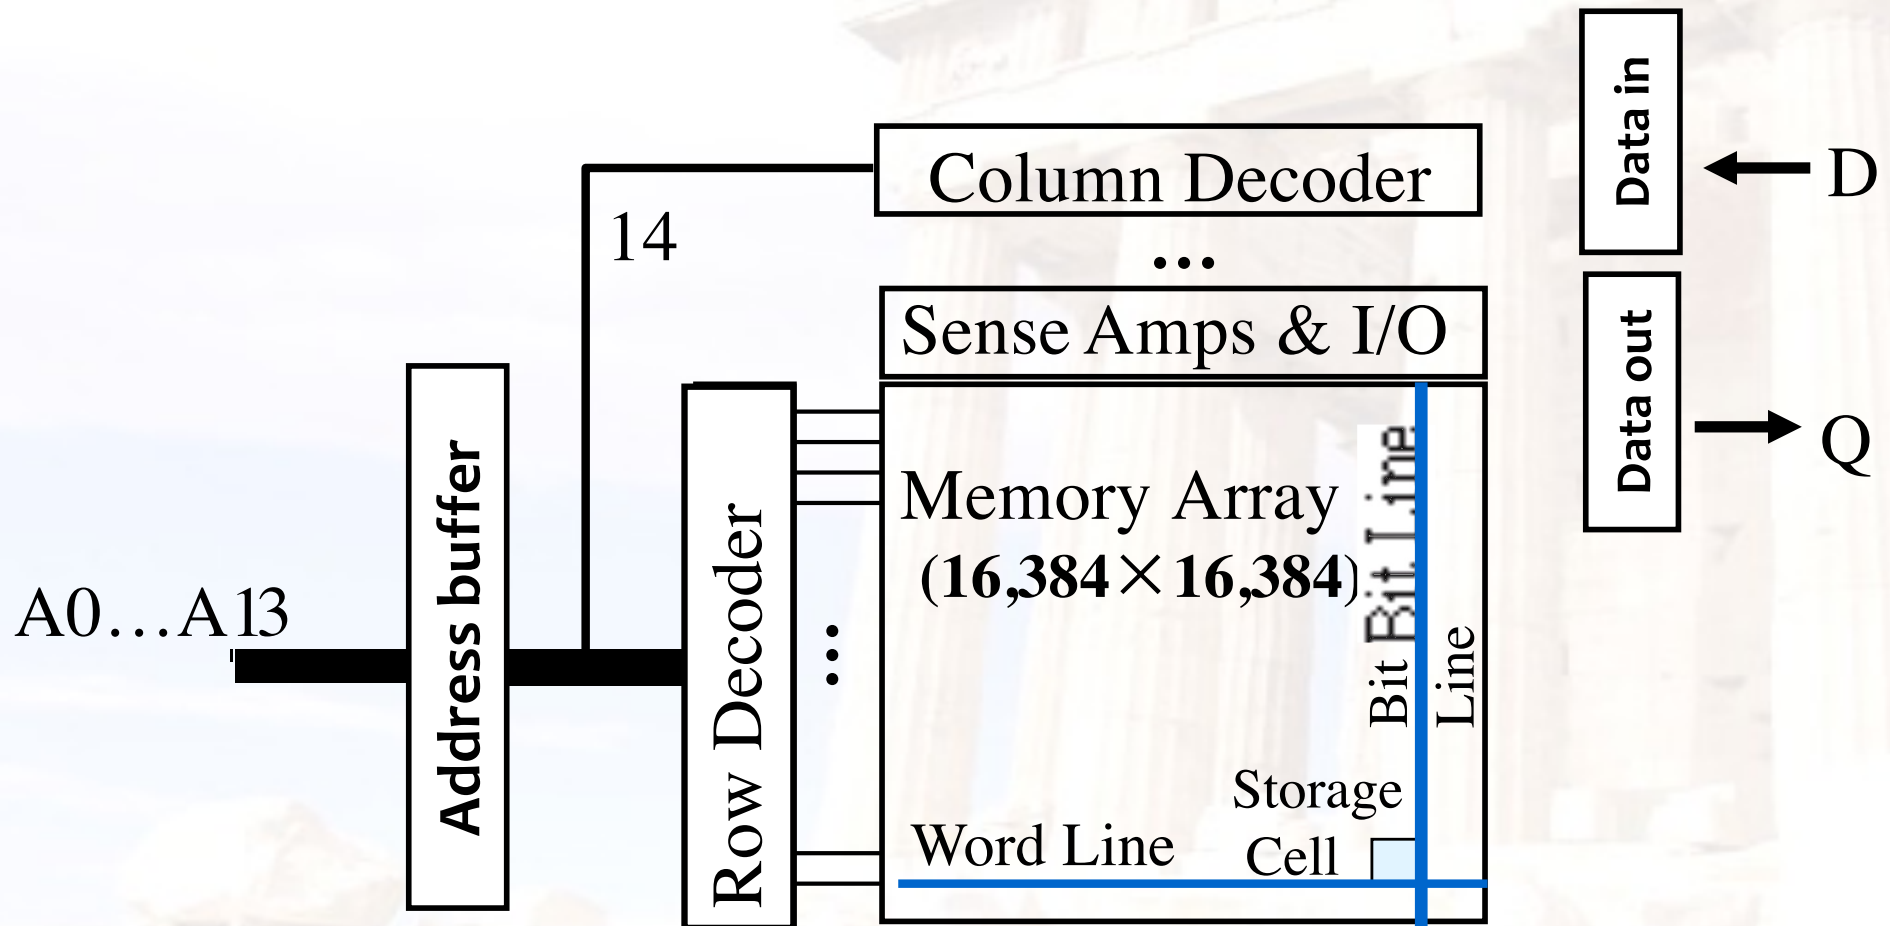 Data in
D
Column Decoder
14
...
Sense Amps & I/O
Data out
Q
Address buffer
Row Decoder
Memory Array
(16,384×16,384)
Bit Line
A0…A13
...
Bit
Line
Storage
Cell
Word Line